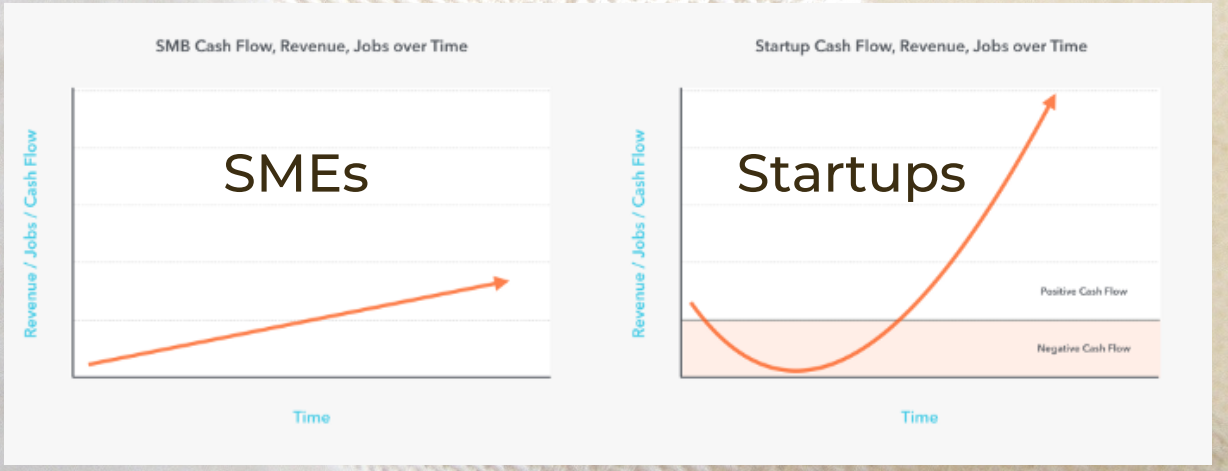 SMB Cash Flow, Revenue, Jobs over Time
Revenue / Jobs / Cash Flow
SMEs
Time
Startup Cash Flow, Revenue, Jobs over Time
Revenue / Jobs / Cash Flow
Startups
Positive Cash Flow
Negative Cash Flow
Time